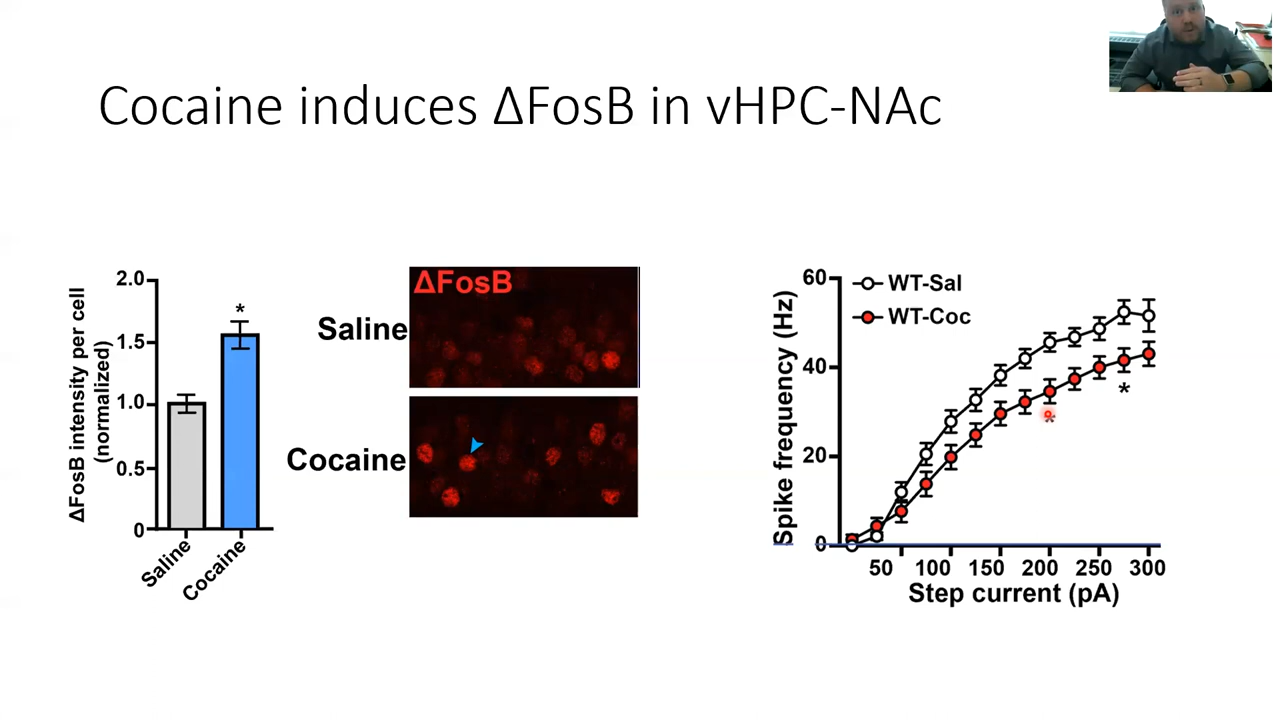 Cocaine induces ΔFosB in vHPC-NAc
ΔFosB intensity per cell
(normalized)
2.0
1.5
1.0
0.5
0
*
Saline
Cocaine
ΔFosB
Saline
Cocaine
Spike frequency (Hz)
60
40
20
0
WT-Sal
WT-Coc
*
*
50
100
150
200
250
300
Step current (pA)